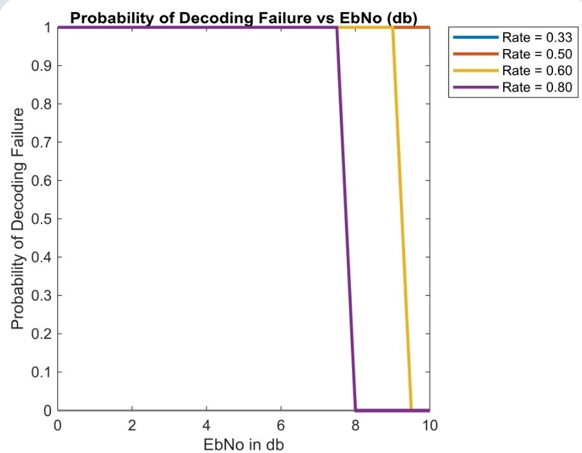 Probability of Decoding Failure vs EbNo (db)
1
0.9
0.8
0.7
0.6
0.5
0.4
0.3
0.2
0.1
0
Probability of Decoding Failure
0 2 4 6 8 10
EbNo in db
Rate = 0.33
Rate = 0.50
Rate = 0.60
Rate = 0.80